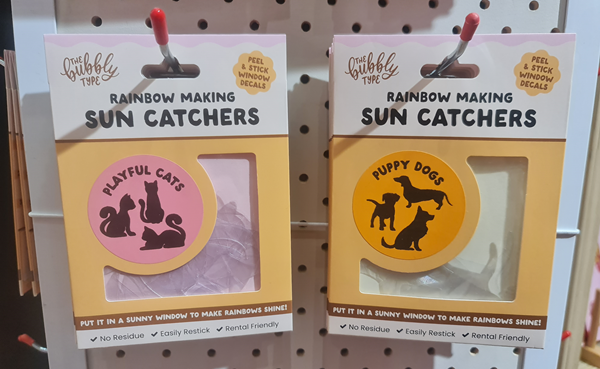 THE
bubbly
TYPE
PEEL
& STICK
WINDOW
DECALS
RAINBOW MAKING
SUN CATCHERS
PLAYFUL CATS
PUT IT IN A SUNNY WINDOW TO MAKE RAINBOWS SHINE!
✓ No Residue ✓ Easily Restick ✓ Rental Friendly
THE
bubbly
TYPE
PEEL
& STICK
WINDOW
DECALS
RAINBOW MAKING
SUN CATCHERS
PUPPY DOGS
PUT IT IN A SUNNY WINDOW TO MAKE RAINBOWS SHINE!
✓ No Residue ✓ Easily Restick ✓ Rental Friendly